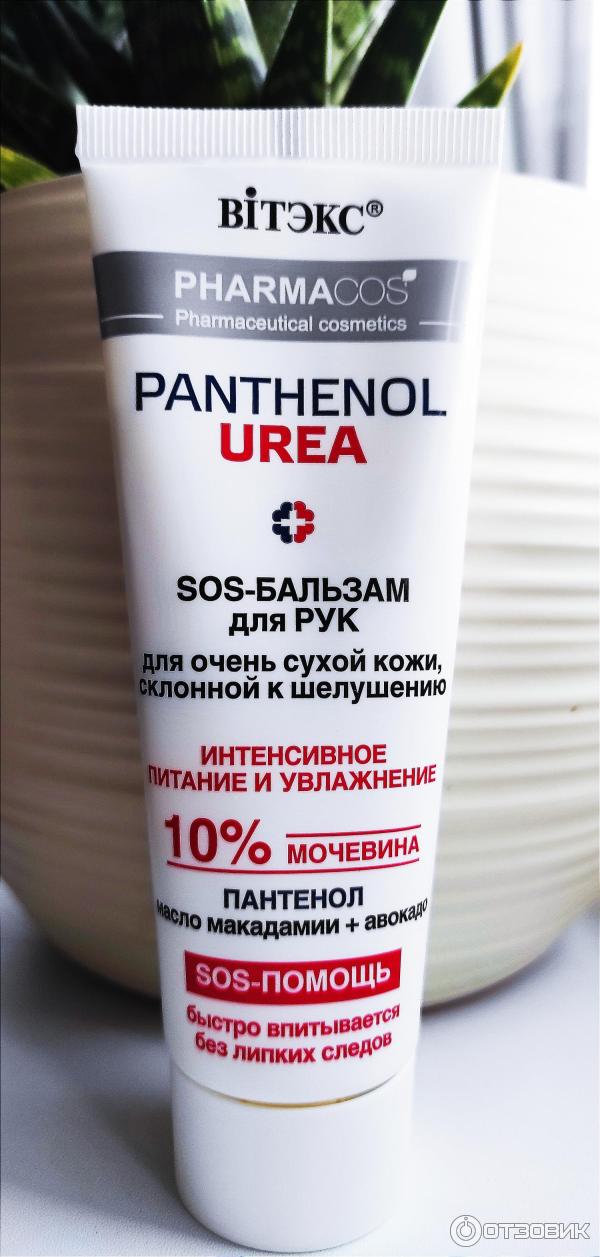 ВІТЭКС®
PHARMACOS
Pharmaceutical cosmetics
PANTHENOL
UREA
SOS-БАЛЬЗАМ
для РУК
для очень сухой кожи,
склонной к шелушению
ИНТЕНСИВНОЕ
ПИТАНИЕ И УВЛАЖНЕНИЕ
10% МОЧЕВИНА
ПАНТЕНОЛ
масло макадамии + авокадо
SOS-ПОМОЩЬ
быстро впитывается
без липких следов
ОТЗОВИК